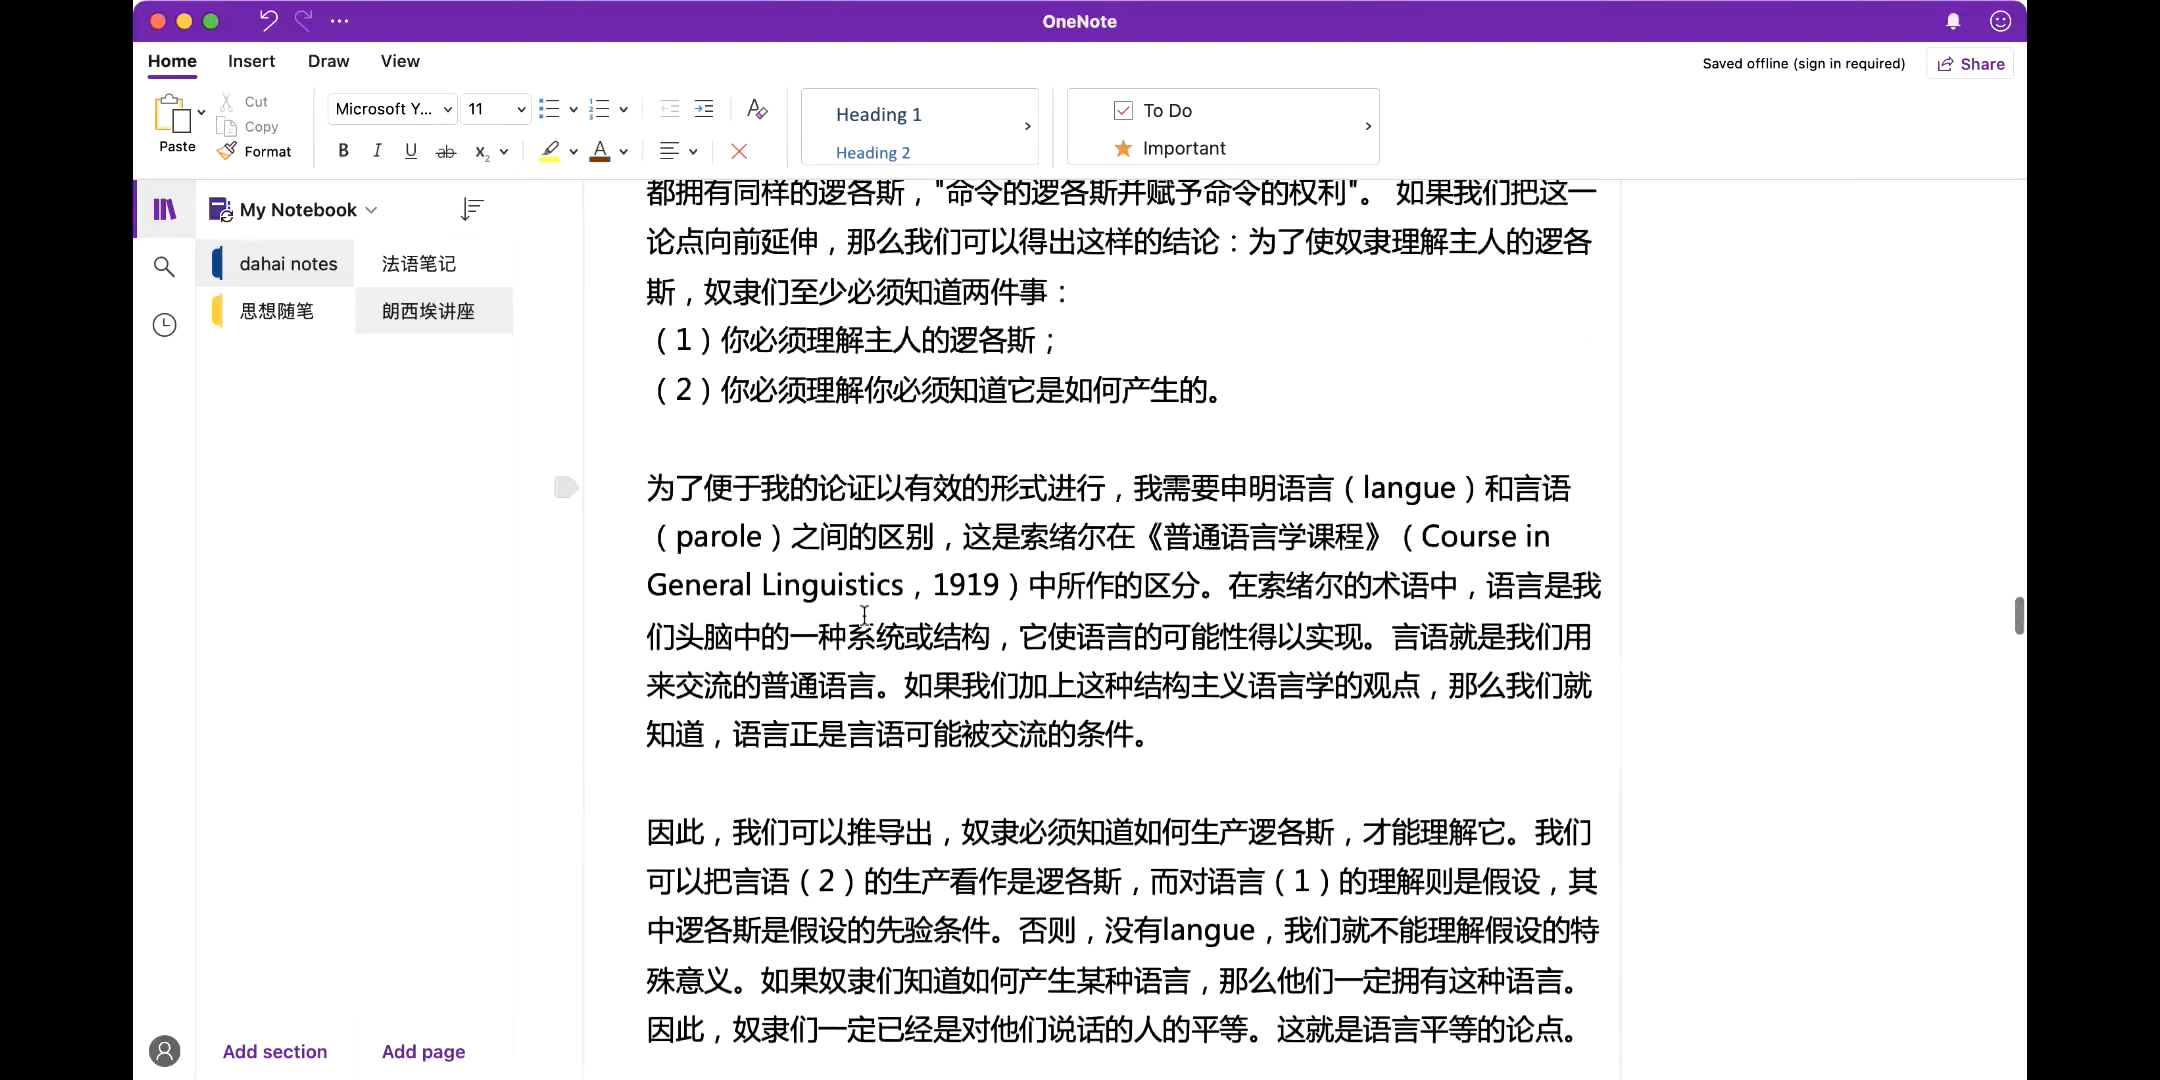 OneNote
Home Insert Draw View
Saved offline (sign in required) Share
Paste
Cut
Copy
Format
Microsoft Y... 11
B I U ab x₂ A
Heading 1
Heading 2
To Do
Important
My Notebook
dahai notes 法语笔记
思想随笔 朗西埃讲座
都拥有同样的逻各斯，"命令的逻各斯并赋予命令的权利"。 如果我们把这一
论点向前延伸，那么我们可以得出这样的结论：为了使奴隶理解主人的逻各
斯，奴隶们至少必须知道两件事：
（1）你必须理解主人的逻各斯；
（2）你必须理解你必须知道它是如何产生的。
为了便于我的论证以有效的形式进行，我需要申明语言（langue）和言语
（parole）之间的区别，这是索绪尔在《普通语言学课程》（Course in
General Linguistics，1919）中所作的区分。在索绪尔的术语中，语言是我
们头脑中的一种系统或结构，它使语言的可能性得以实现。言语就是我们用
来交流的普通语言。如果我们加上这种结构主义语言学的观点，那么我们就
知道，语言正是言语可能被交流的条件。
因此，我们可以推导出，奴隶必须知道如何生产逻各斯，才能理解它。我们
可以把言语（2）的生产看作是逻各斯，而对语言（1）的理解则是假设，其
中逻各斯是假设的先验条件。否则，没有langue，我们就不能理解假设的特
殊意义。如果奴隶们知道如何产生某种语言，那么他们一定拥有这种语言。
因此，奴隶们一定已经是对他们说话的人的平等。这就是语言平等的论点。
Add section Add page